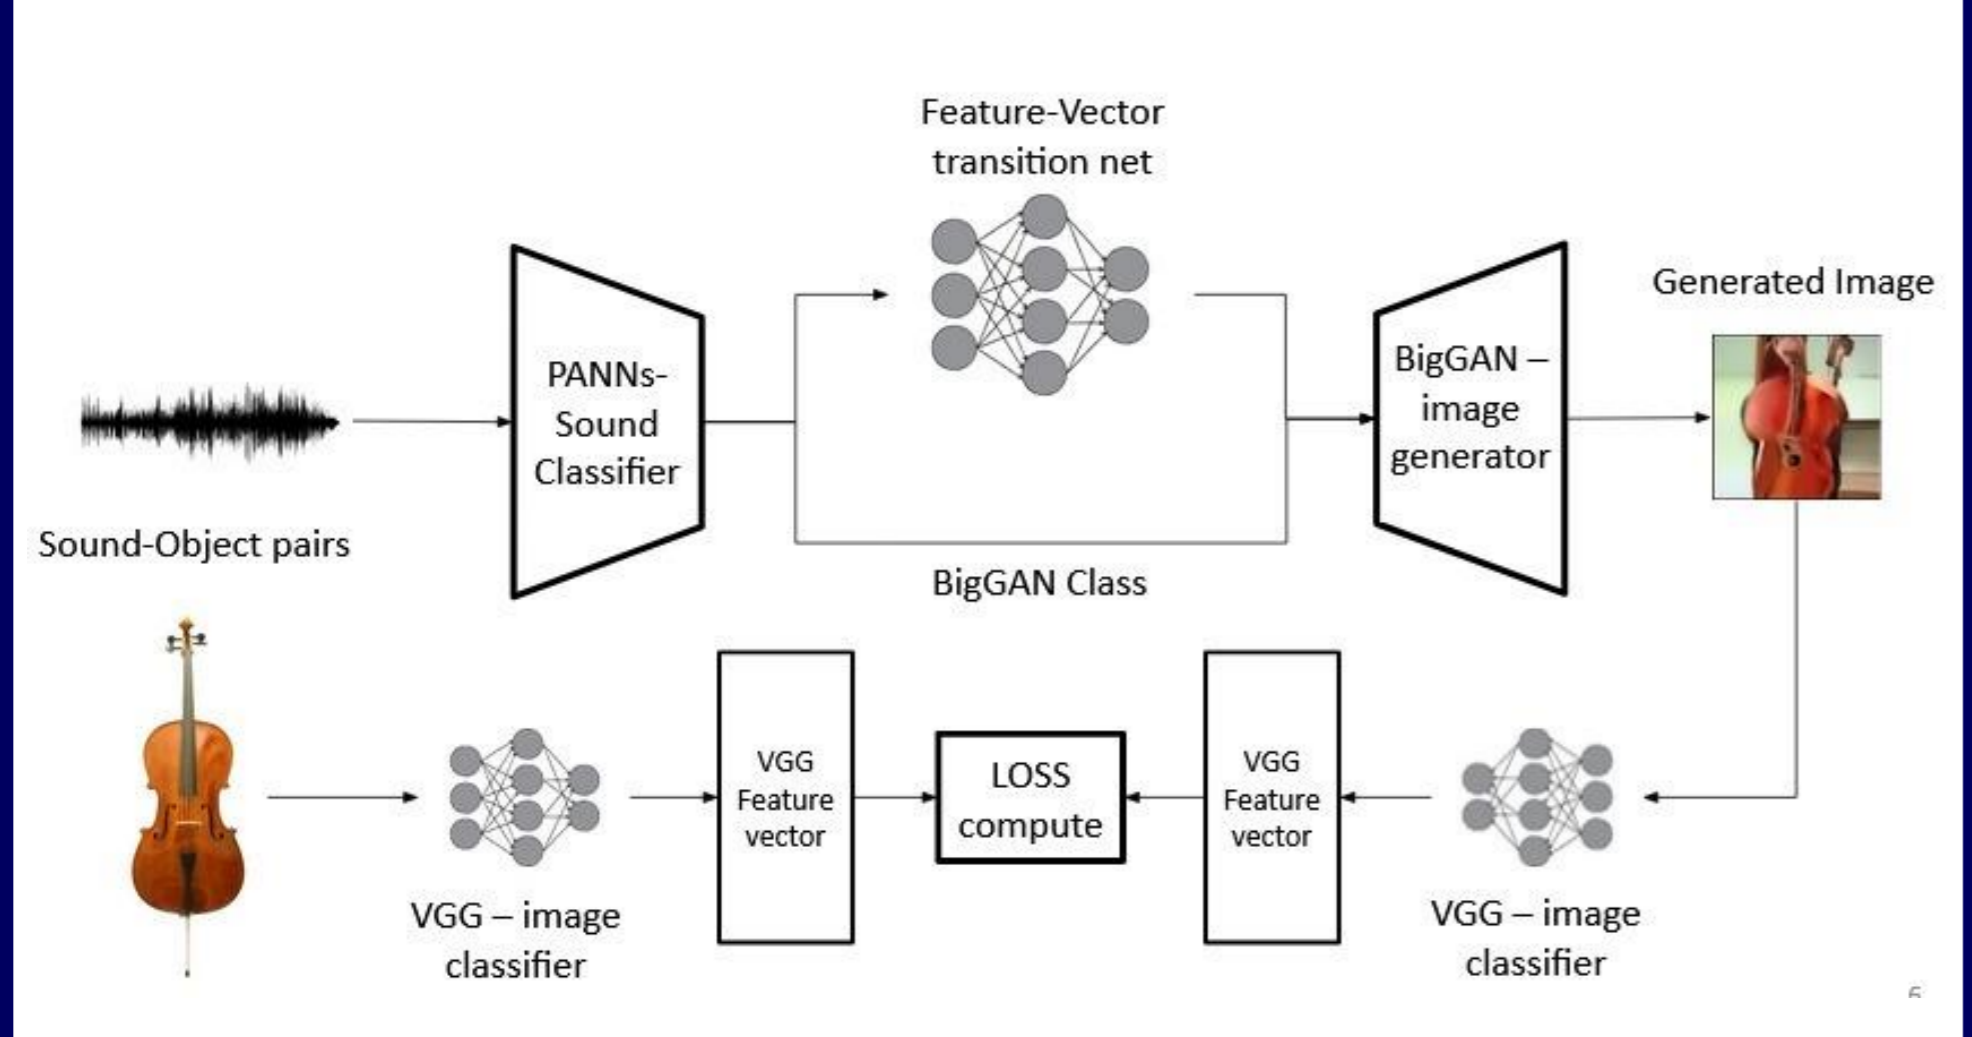 Feature-Vector
transition net
Generated Image
PANNs-
Sound
Classifier
BigGAN –
image
generator
Sound-Object pairs
BigGAN Class
VGG
Feature
vector
LOSS
compute
VGG
Feature
vector
VGG – image
classifier
VGG – image
classifier
6